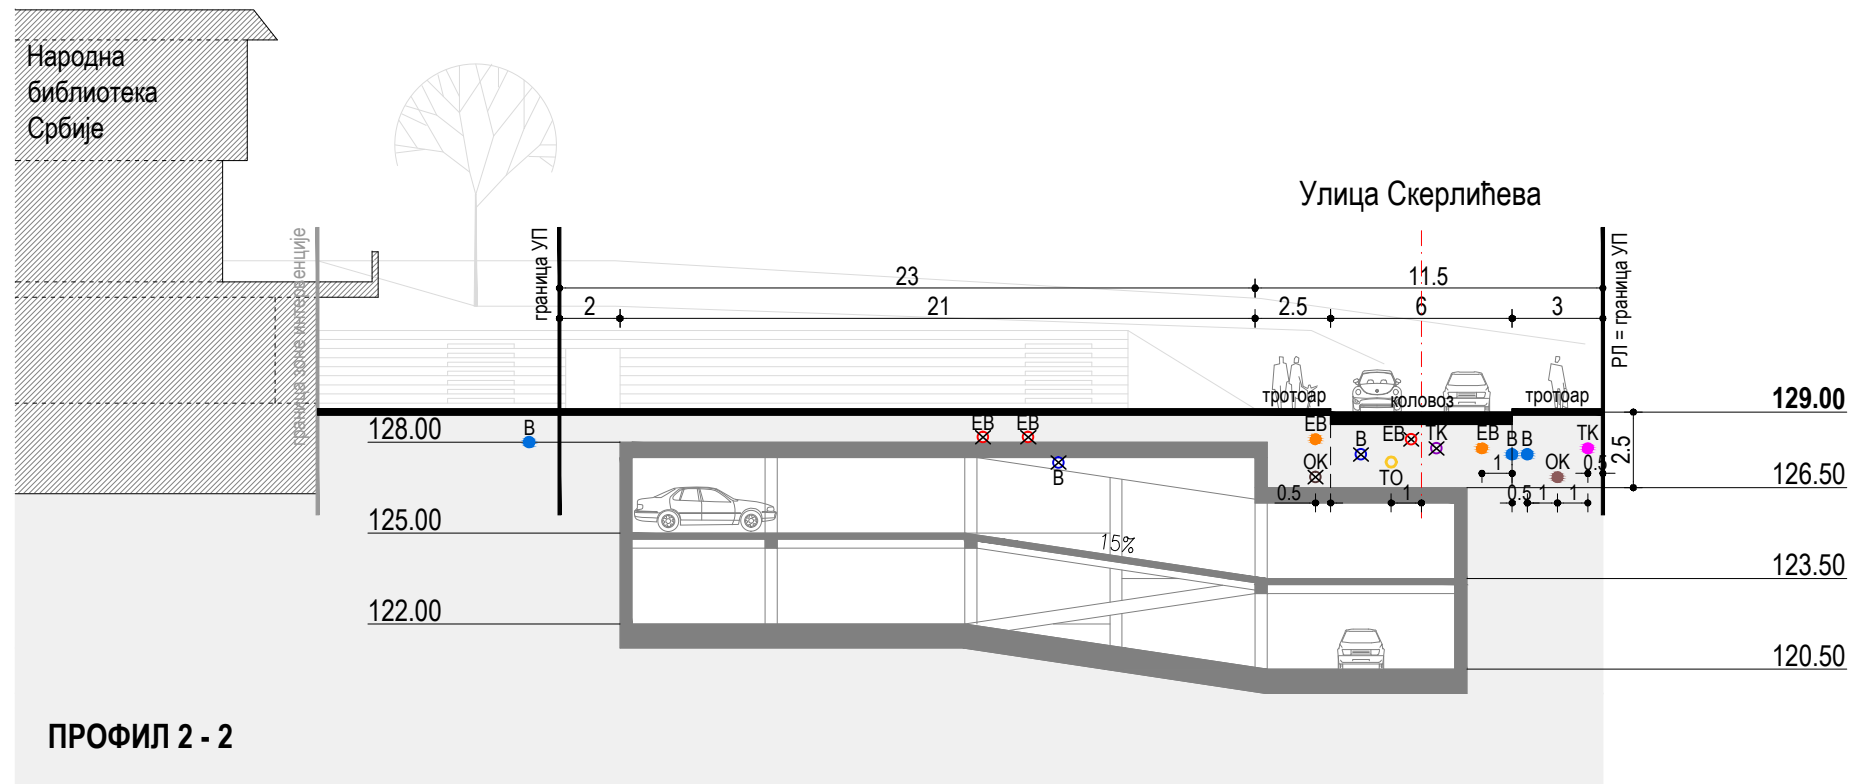 Народна
библиотека
Србије
Улица Скерлићева
граница зоне интервенције
граница УП
РЛ = граница УП
23
11.5
2
21
2.5
6
3
тротоар
коловоз
тротоар
129.00
128.00
В
ЕВ
ЕВ
В
ЕВ
ОК
В
ЕВ
ТК
ТО
ЕВ
В
В
ОК
ТК
1
0.5
2.5
126.50
0.5
1
0.5
1
1
125.00
15%
123.50
122.00
120.50
ПРОФИЛ 2 - 2